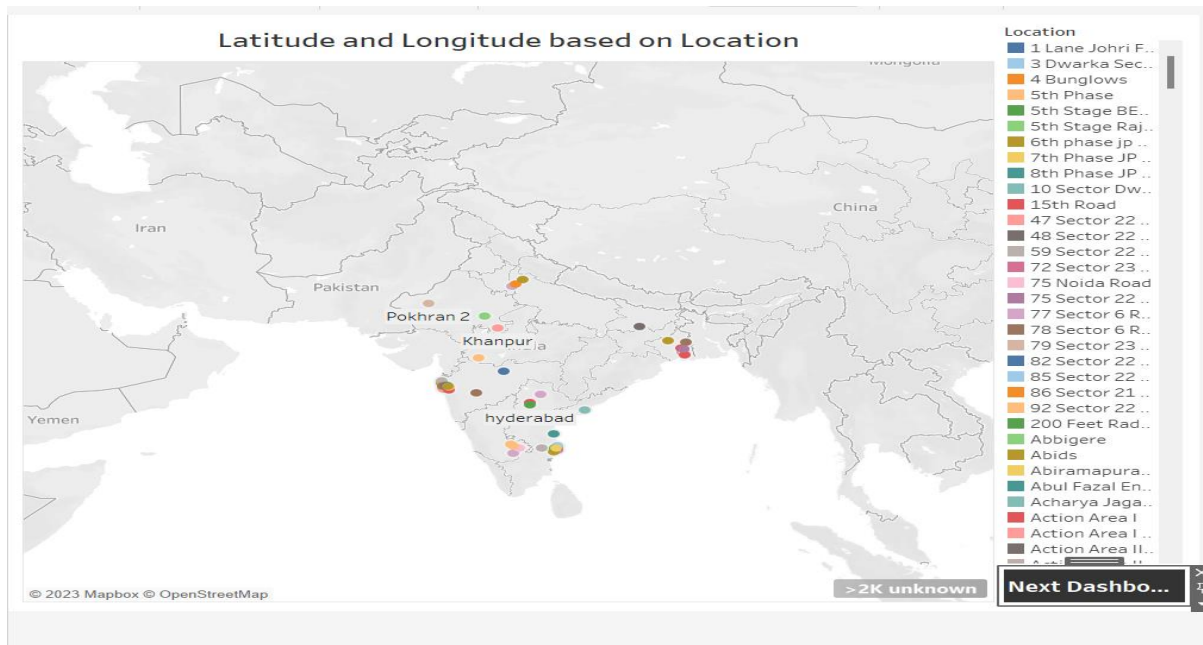 Latitude and Longitude based on Location
Mongolia
China
Iran
Pakistan
Pokhran 2
Khanpur
hyderabad
Yemen
© 2023 Mapbox © OpenStreetMap
>2K unknown
Location
1 Lane Johri F..
3 Dwarka Sec..
4 Bunglows
5th Phase
5th Stage BE..
5th Stage Raj..
6th phase jp ..
7th Phase JP ..
8th Phase JP ..
10 Sector Dw..
15th Road
47 Sector 22 ..
48 Sector 22 ..
59 Sector 22 ..
72 Sector 23 ..
75 Noida Road
75 Sector 22 ..
77 Sector 6 R..
78 Sector 6 R..
79 Sector 23 ..
82 Sector 22 ..
85 Sector 22 ..
86 Sector 21 ..
92 Sector 22 ..
200 Feet Rad..
Abbigere
Abids
Abiramapura..
Abul Fazal En..
Acharya Jaga..
Action Area I
Action Area I ..
Action Area II..
Next Dashbo...